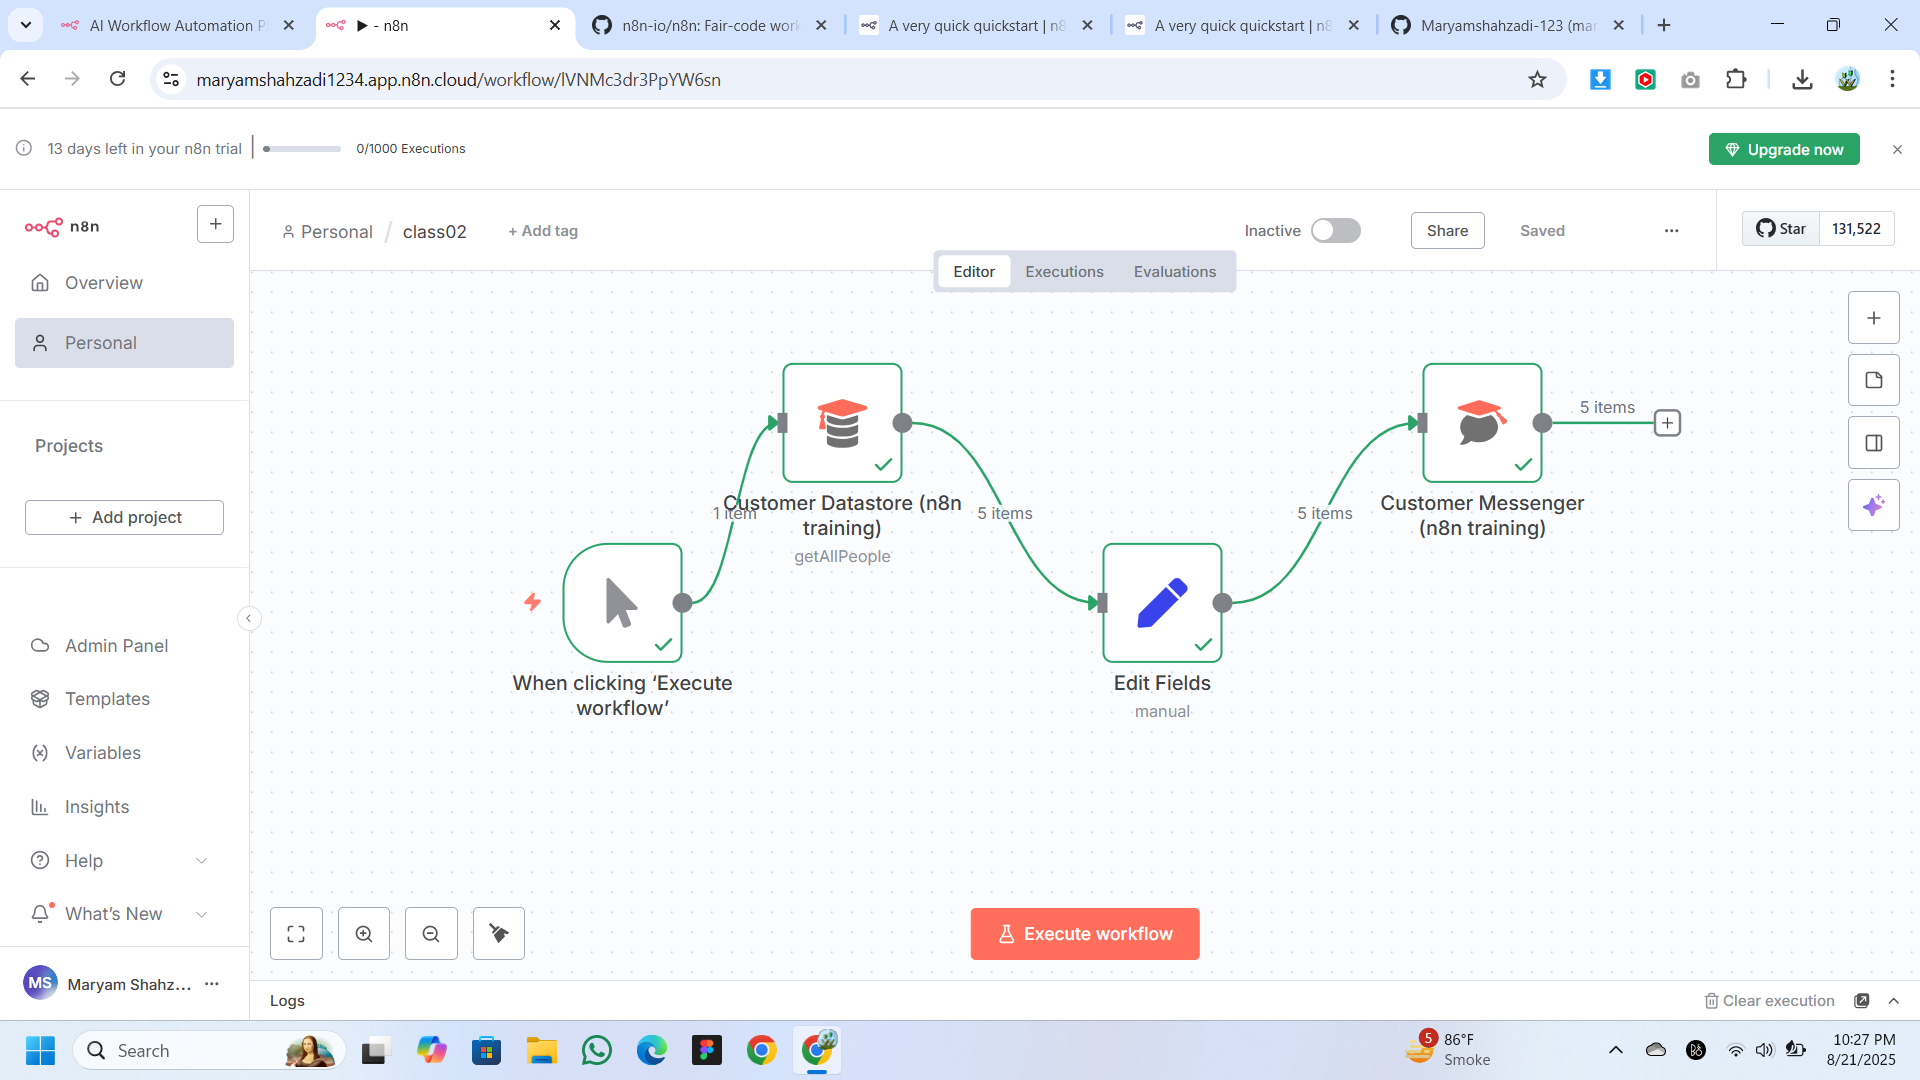 AI Workflow Automation P
▶ - n8n
n8n-io/n8n: Fair-code work
A very quick quickstart | n8
A very quick quickstart | n8
Maryamshahzadi-123 (mar
maryamshahzadi1234.app.n8n.cloud/workflow/lVNMc3dr3PpYW6sn
13 days left in your n8n trial
0/1000 Executions
Upgrade now
n8n
Personal / class02
+ Add tag
Inactive
Share
Saved
Star
131,522
Editor
Executions
Evaluations
Overview
Personal
Projects
+ Add project
Admin Panel
Templates
Variables
Insights
Help
What's New
MS
Maryam Shahz...
1 item
Customer Datastore (n8n
training)
getAllPeople
5 items
5 items
5 items
Customer Messenger
(n8n training)
When clicking ‘Execute
workflow’
Edit Fields
manual
Execute workflow
Logs
Clear execution
Search
5
86°F
Smoke
10:27 PM
8/21/2025